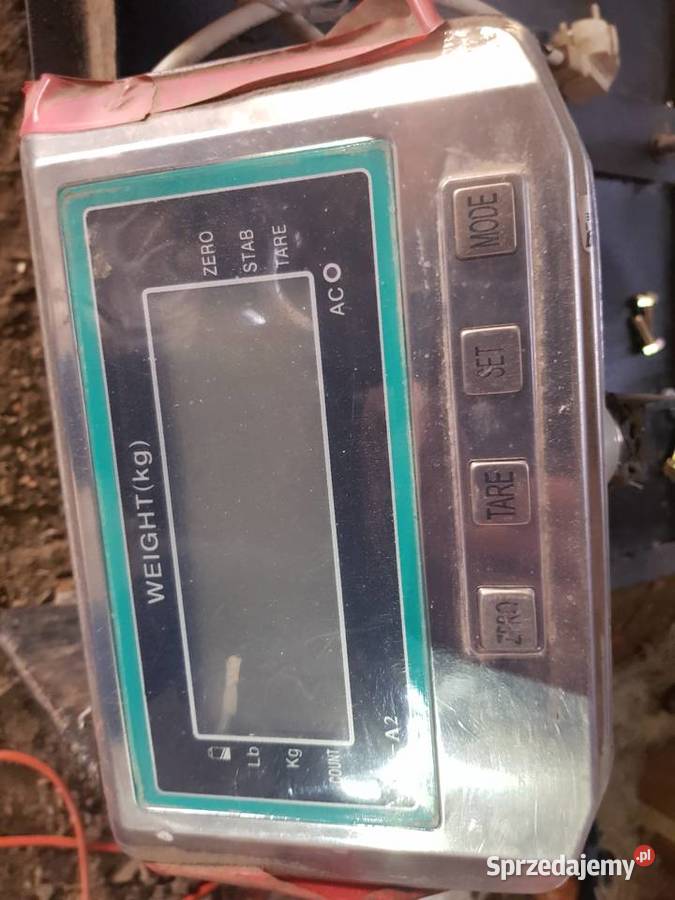 WEIGHT(kg)
ZERO
STAB
TARE
Lb
Kg
COUNT
AC
A2
ZERO
TARE
SET
MODE
Sprzedajemy.pl